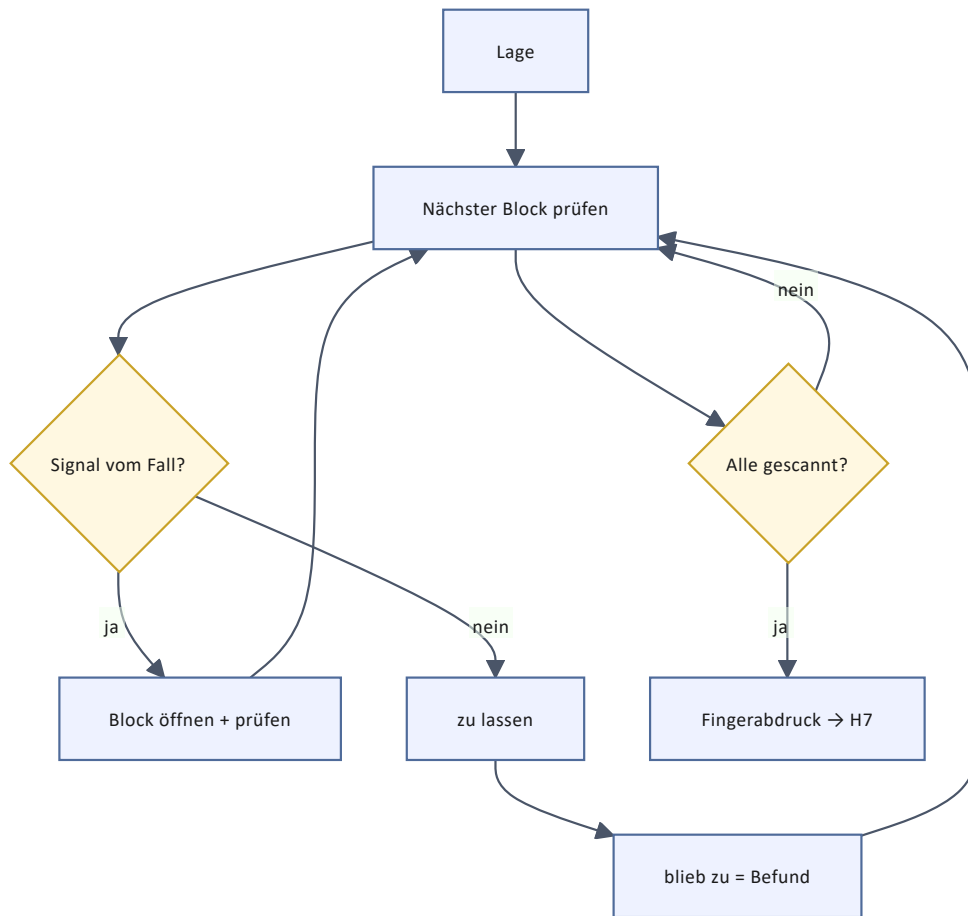 Lage
Nächster Block prüfen
nein
Signal vom Fall?
Alle gescannt?
ja
nein
ja
Block öffnen + prüfen
zu lassen
Fingerabdruck → H7
blieb zu = Befund